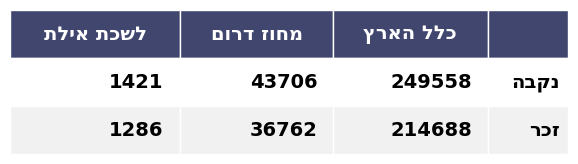 כלל הארץ מחוז דרום לשכת אילת
נקבה 249558 43706 1421
זכר 214688 36762 1286